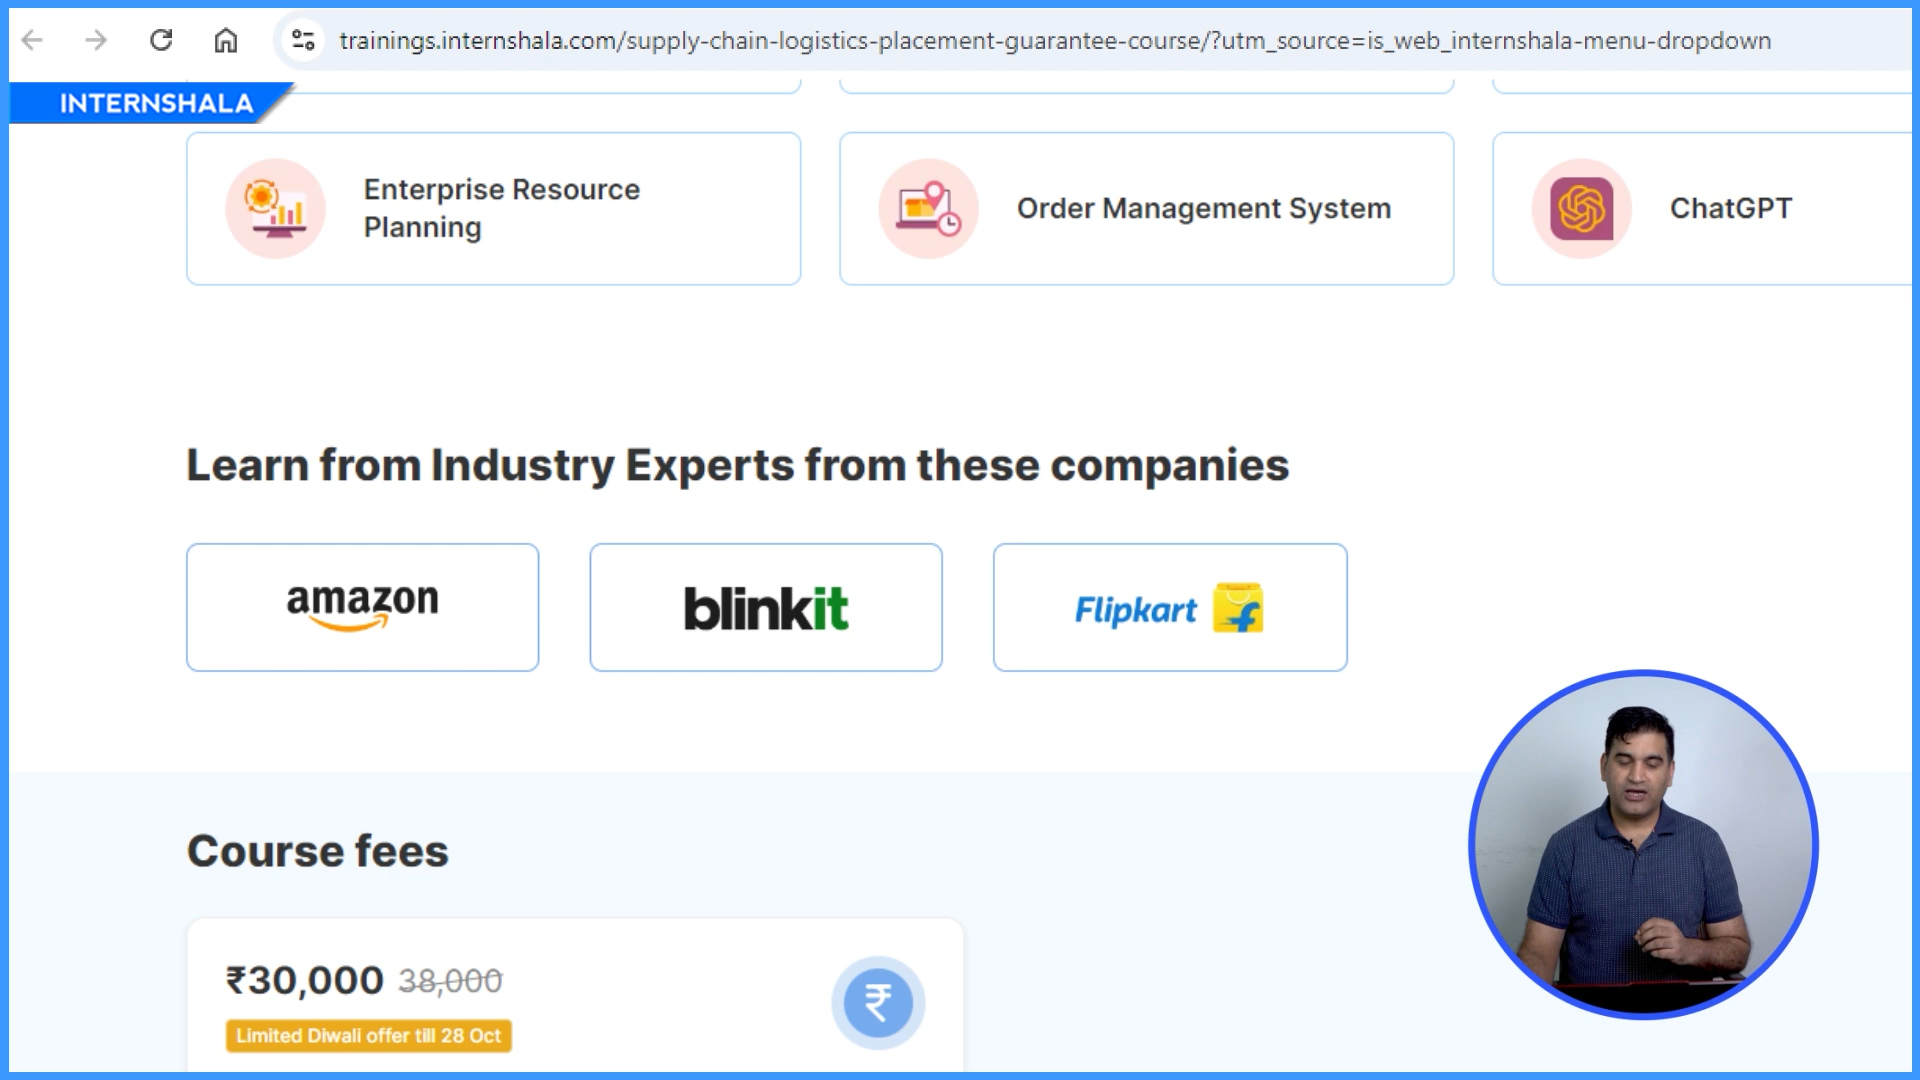 trainings.internshala.com/supply-chain-logistics-placement-guarantee-course/?utm_source=is_web_internshala-menu-dropdown
INTERNSHALA
Enterprise Resource
Planning
Order Management System
ChatGPT
Learn from Industry Experts from these companies
amazon
blinkit
Flipkart
Course fees
₹30,000 38,000
₹
Limited Diwali offer till 28 Oct